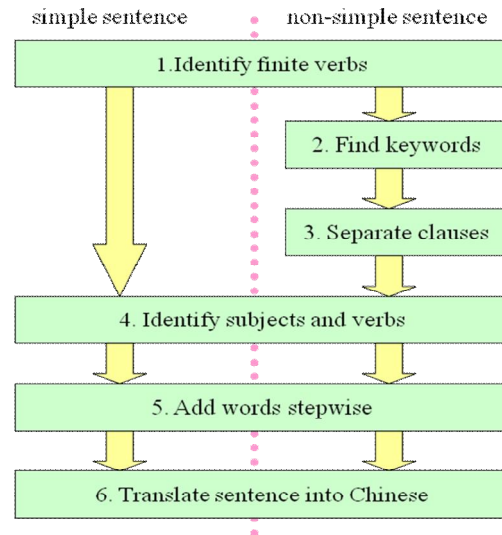 simple sentence
non-simple sentence
1.Identify finite verbs
2. Find keywords
3. Separate clauses
4. Identify subjects and verbs
5. Add words stepwise
6. Translate sentence into Chinese